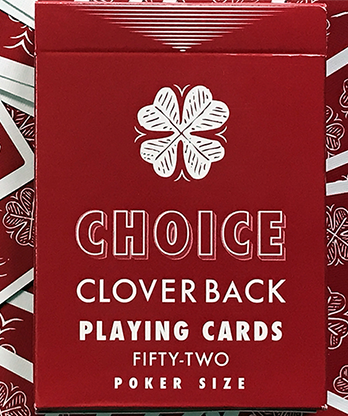 CHOICE
CLOVER BACK
PLAYING CARDS
FIFTY-TWO
POKER SIZE